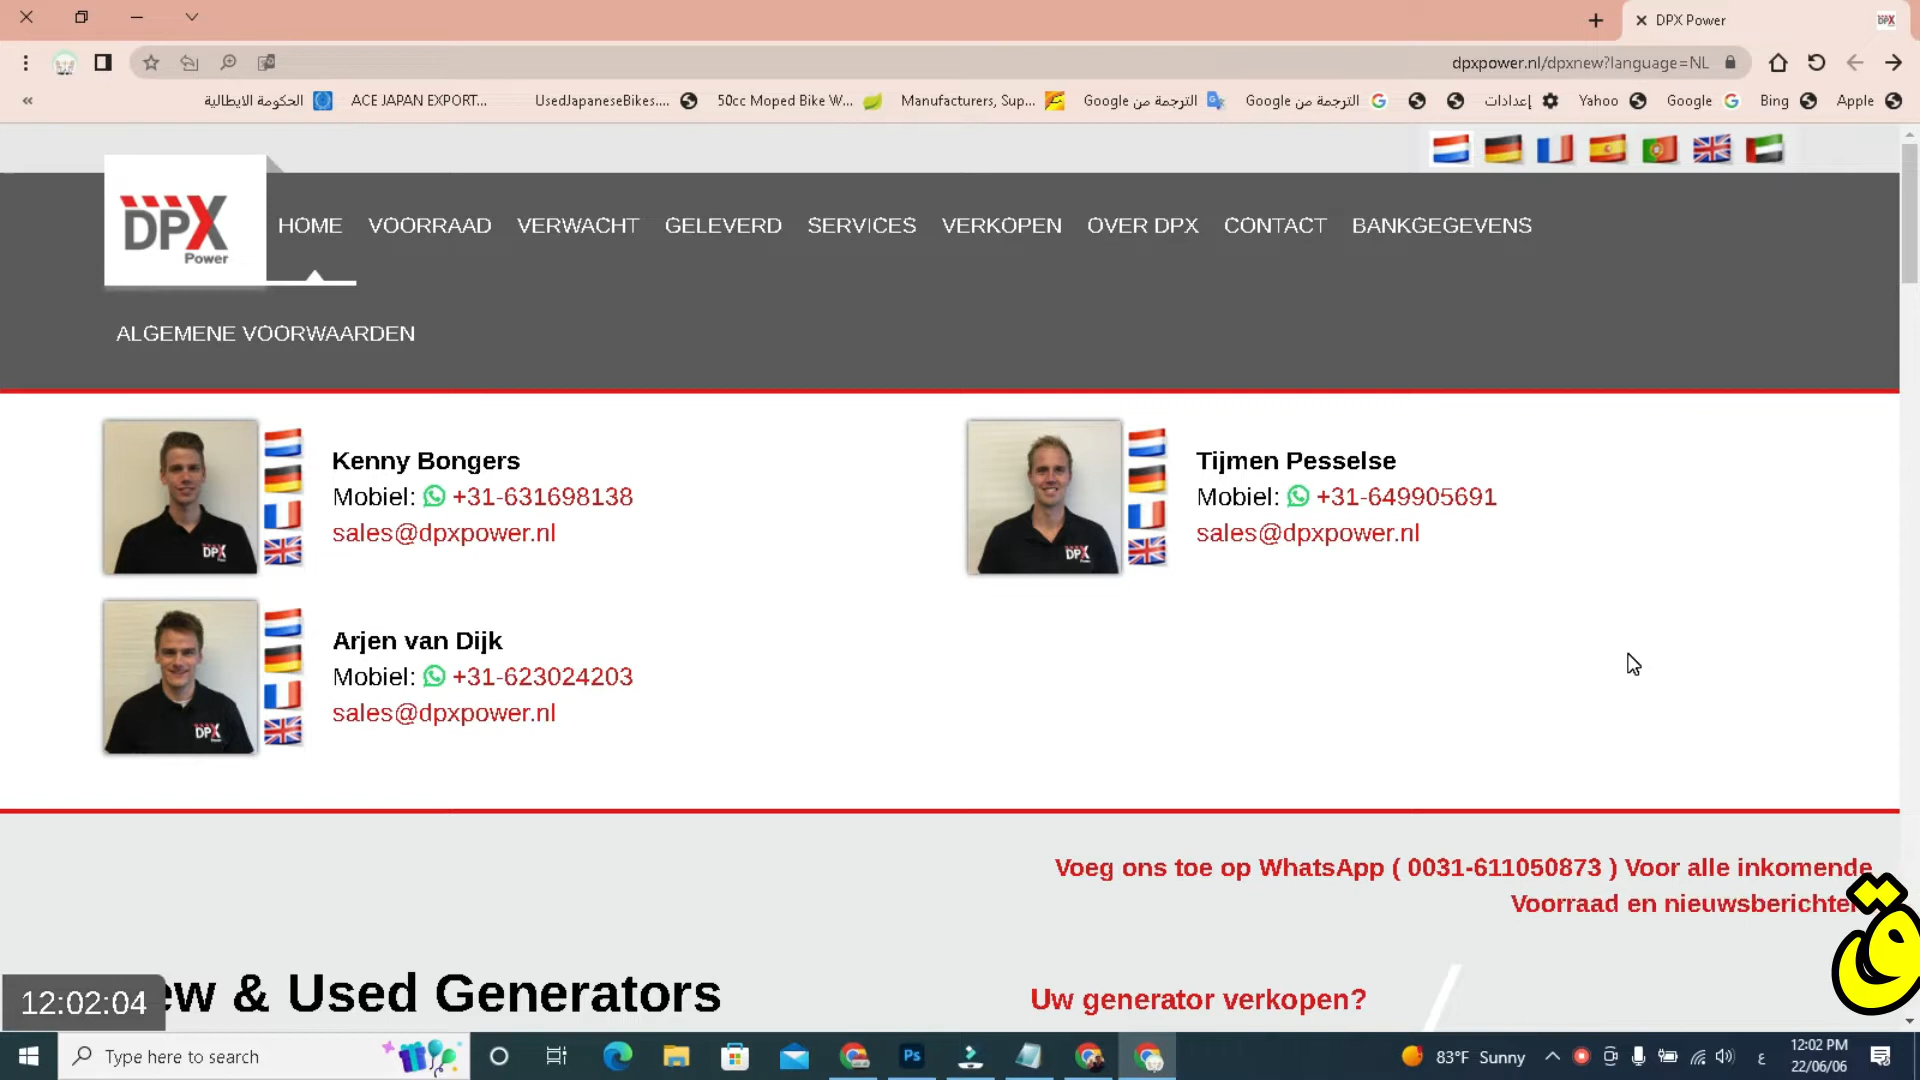 DPX Power
dpxpower.nl/dpxnew?language=NL
الحكومة الايطالية
ACE JAPAN EXPORT...
UsedJapaneseBikes....
50cc Moped Bike W...
Manufacturers, Sup...
الترجمة من Google
الترجمة من Google
إعدادات
Yahoo
Google
Bing
Apple
DPX
Power
HOME
VOORRAAD
VERWACHT
GELEVERD
SERVICES
VERKOPEN
OVER DPX
CONTACT
BANKGEGEVENS
ALGEMENE VOORWAARDEN
Kenny Bongers
Mobiel: +31-631698138
sales@dpxpower.nl
Tijmen Pesselse
Mobiel: +31-649905691
sales@dpxpower.nl
Arjen van Dijk
Mobiel: +31-623024203
sales@dpxpower.nl
Voeg ons toe op WhatsApp ( 0031-611050873 ) Voor alle inkomende
Voorraad en nieuwsberichten
ew & Used Generators
Uw generator verkopen?
12:02:04
Type here to search
Ps
83°F Sunny
ع
12:02 PM
22/06/06